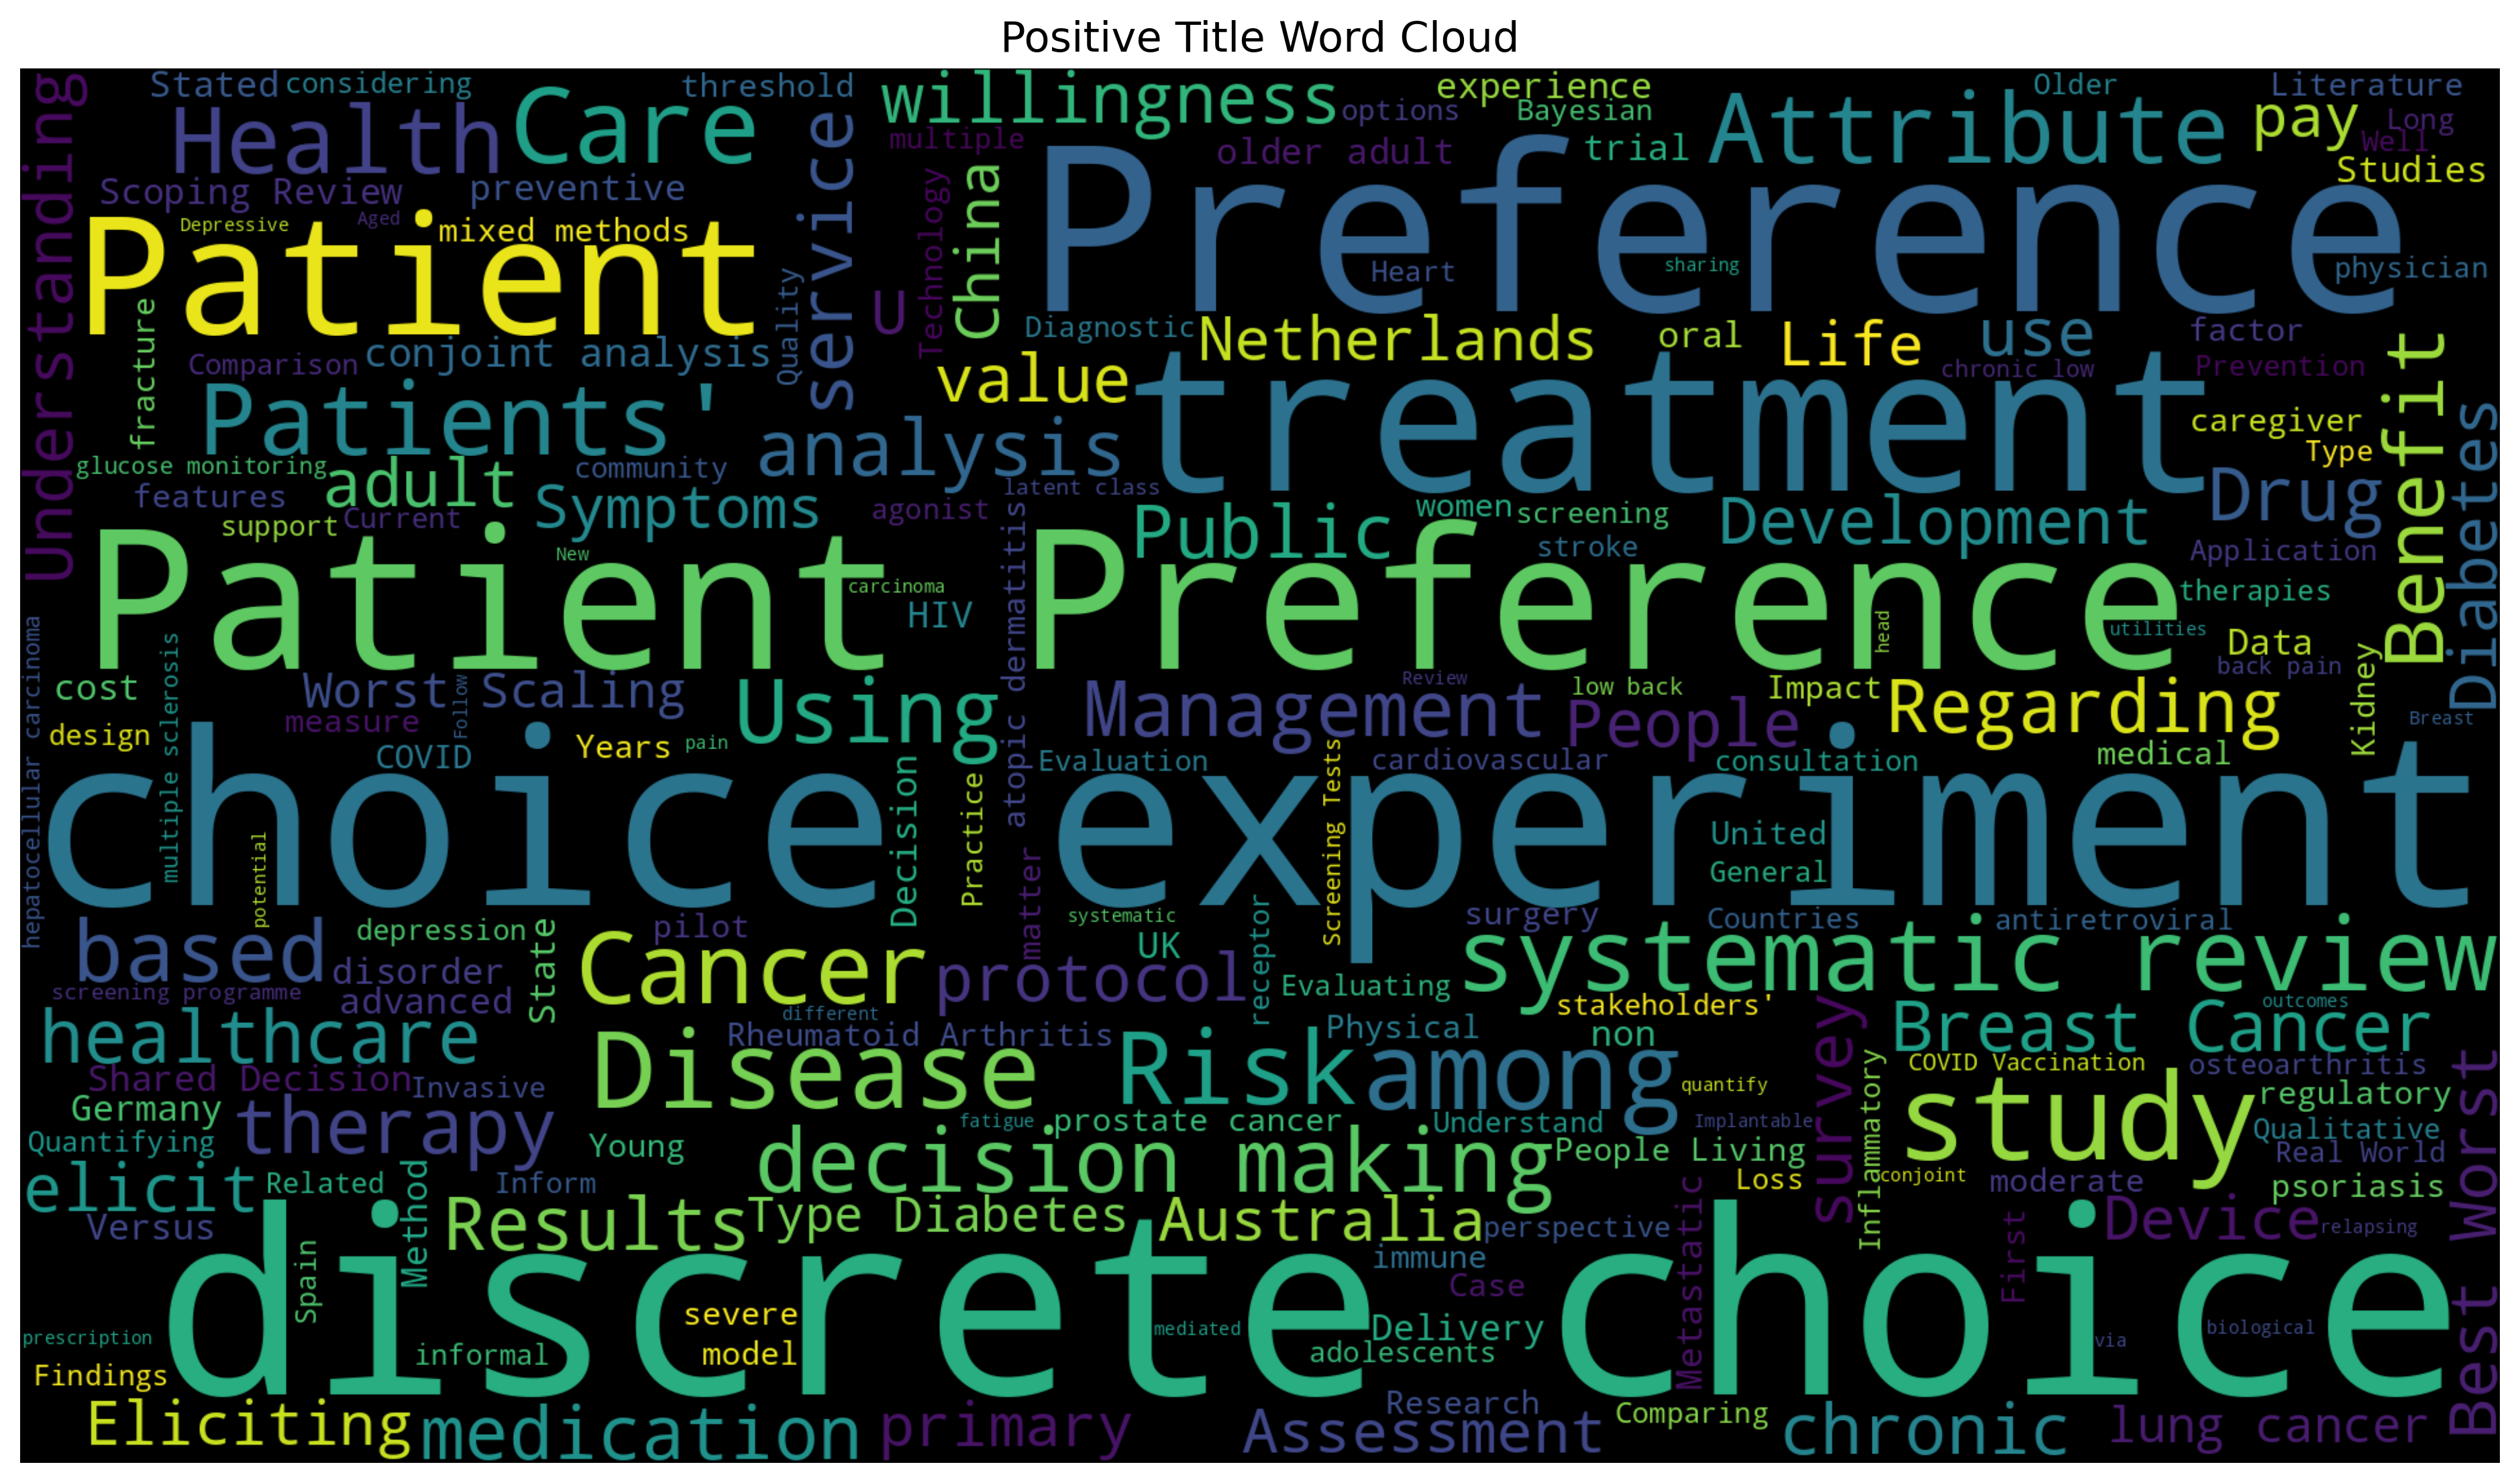 Positive Title Word Cloud
Stated
considering
threshold
willingness
experience
Older
Literature
Health
Care
service
options
Bayesian
Attribute
pay
Long
multiple
Well
Understanding
older adult
trial
Studies
Scoping Review
preventive
Technology
China
Preference
Patient
Depressive
Aged
mixed methods
Quality
U
Heart
sharing
physician
fracture
Comparison
conjoint analysis
Diagnostic
Netherlands
oral
Life
use
factor
Benefit
chronic low
Prevention
Patients'
value
treatment
Diabetes
caregiver
Type
analysis
glucose monitoring
adult
community
features
Symptoms
latent class
Drug
support
Current
agonist
Public
women
screening
Development
stroke
Application
Patient
New
carcinoma
HIV
atopic dermatitis
Preference
head
utilities
therapies
Data
back pain
Kidney
hepatocellular carcinoma
multiple sclerosis
cost
Worst Scaling
Follow
Using
Management
Review
low back
Impact
People
Regarding
Breast
design
measure
COVID
Years
pain
Evaluation
cardiovascular
consultation
medical
Screening Tests
choice
experiment
potential
Decision
Practice
matter
United
General
based
depression
pilot
State
systematic
UK
receptor
surgery
Countries
antiretroviral
disorder
Cancer
protocol
systematic review
screening programme
advanced
Evaluating
stakeholders'
outcomes
healthcare
different
Rheumatoid Arthritis
Physical
non
survey
Breast Cancer
Disease
Risk
among
COVID Vaccination
osteoarthritis
Shared Decision
Invasive
quantify
Inflammatory
study
regulatory
Best Worst
Germany
therapy
fatigue
prostate cancer
Understand
Implantable
Qualitative
Quantifying
Young
decision making
People Living
Real World
elicit
Related
Method
Inform
Loss
conjoint
moderate
psoriasis
Versus
Results
Type Diabetes
Australia
perspective
Metastatic
First
Device
relapsing
Spain
immune
Case
discrete
choice
severe
mediated
Delivery
via
biological
prescription
informal
model
adolescents
Findings
Eliciting
medication
primary
Research
Assessment
Comparing
chronic
lung cancer